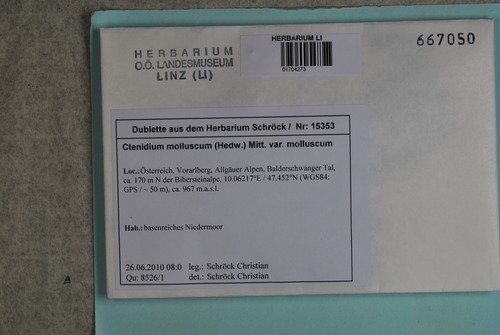 HERBARIUM
O.Ö. LANDESMUSEUM
LINZ (LI)
HERBARIUM LI
01704273
667050
Dublette aus dem Herbarium Schröck / Nr: 15353
Ctenidium molluscum (Hedw.) Mitt. var. molluscum
Loc.:Österreich, Vorarlberg, Allgäuer Alpen, Balderschwanger Tal,
ca. 170 m N der Bibersteinalpe, 10.06217°E / 47.452°N (WGS84:
GPS / ~ 50 m), ca. 967 m.a.s.l.
Hab.: basenreiches Niedermoor
26.06.2010 08:0 leg.: Schröck Christian
Qu: 8526/1 det.: Schröck Christian